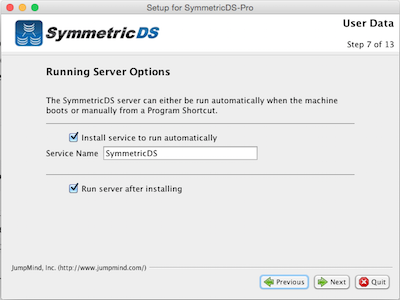 Setup for SymmetricDS-Pro
SymmetricDS
User Data
Step 7 of 13
Running Server Options
The SymmetricDS server can either be run automatically when the machine
boots or manually from a Program Shortcut.
Install service to run automatically
Service Name SymmetricDS
Run server after installing
JumpMind, Inc. (http://www.jumpmind.com/)
Previous Next Quit